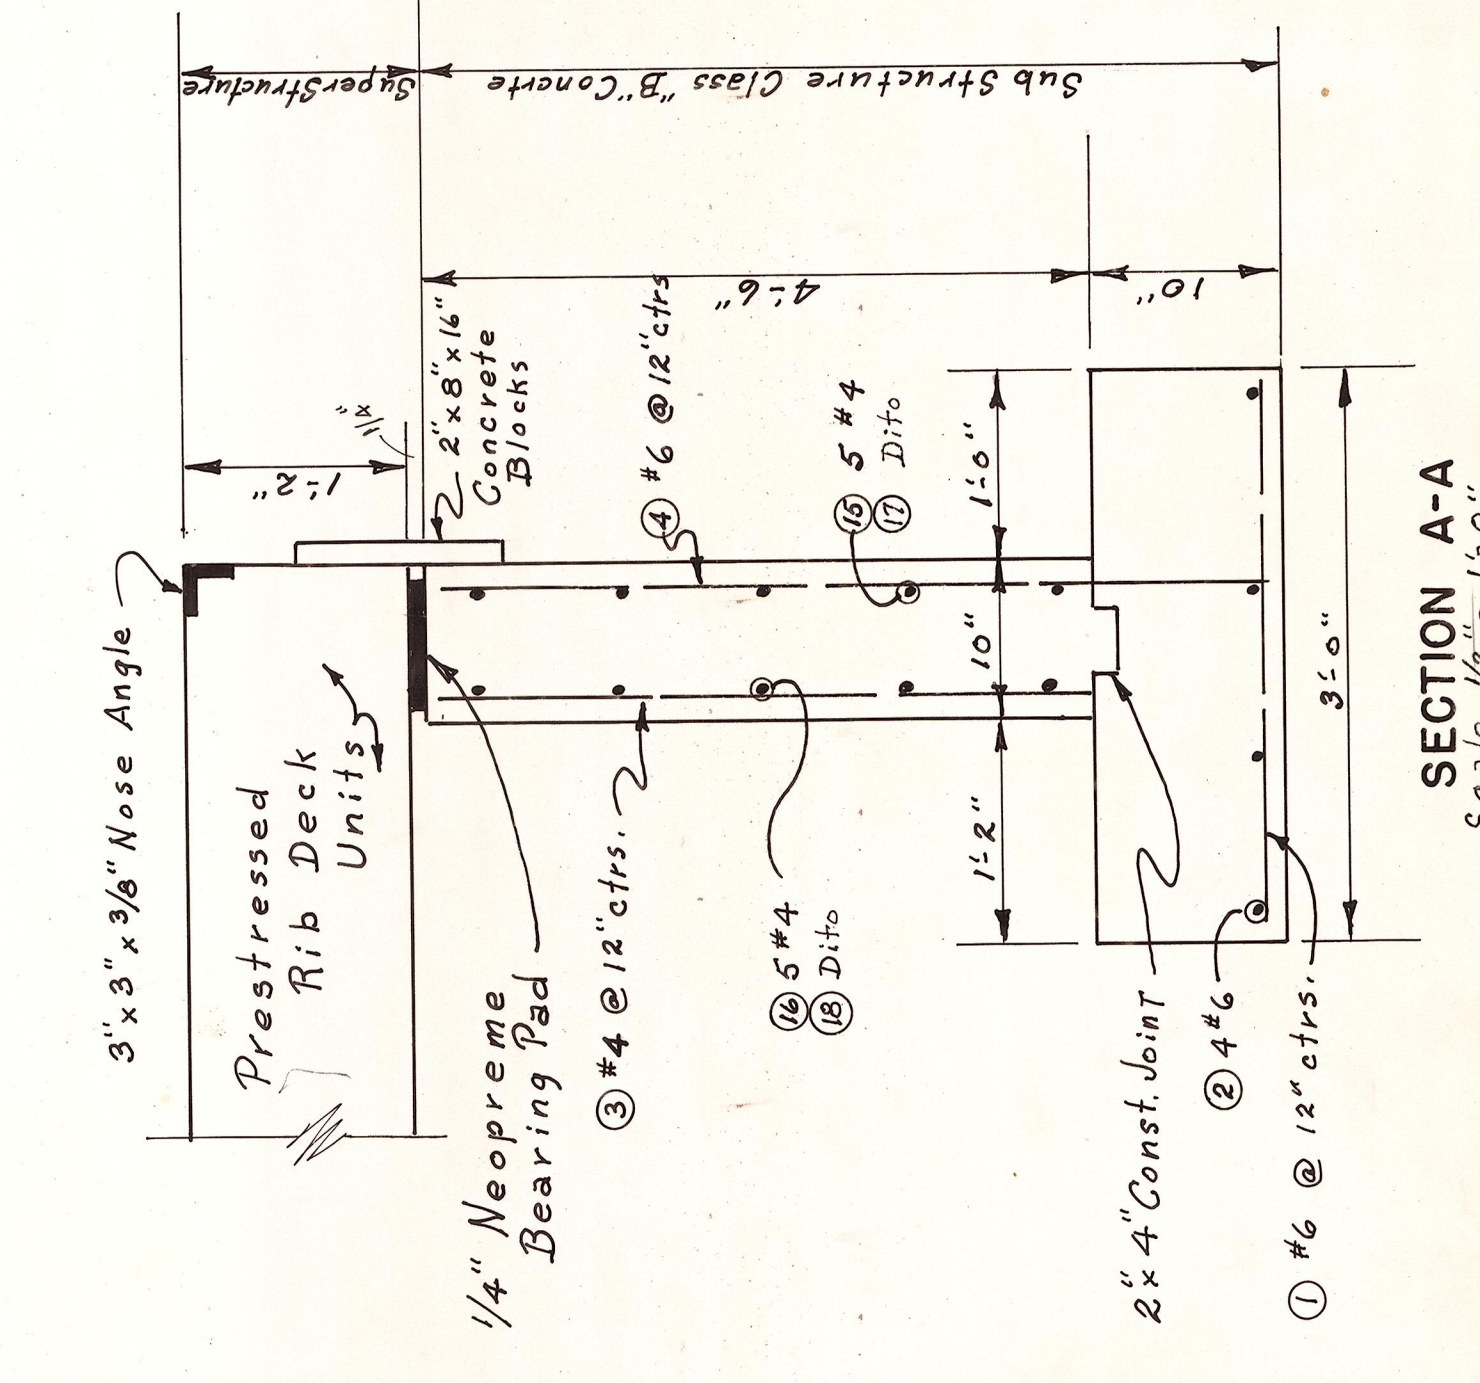 SuperStructure
Sub Structure Class "B" Concrte
3" x 3" x 3/8" Nose Angle
1'-2"
1/4"
2" x 8" x 16"
Concrete
Blocks
Prestressed
Rib Deck
Units
1/4" Neopreme
Bearing Pad
4'-6"
10"
④ #6 @ 12" ctrs
⑮ 5 #4
⑰ Dito
③ #4 @ 12" ctrs.
⑯ 5 #4
⑱ Dito
1'-0"
10"
1'-2"
3'-0"
2" x 4" Const. Joint
② 4 #6
① #6 @ 12" ctrs.
SECTION A-A